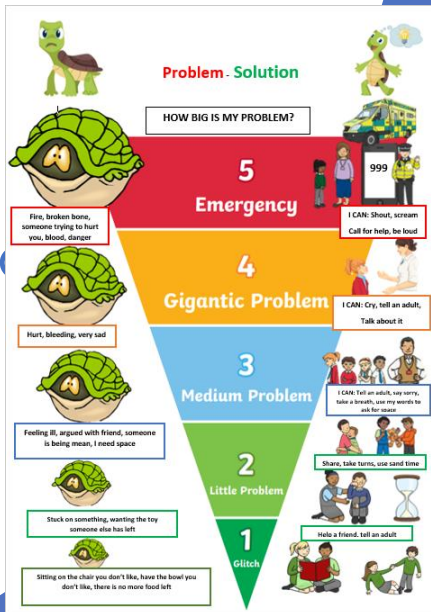 Problem - Solution
HOW BIG IS MY PROBLEM?
5
Emergency
999
Fire, broken bone,
someone trying to hurt
you, blood, danger
I CAN: Shout, scream
Call for help, be loud
4
Gigantic Problem
Hurt, bleeding, very sad
I CAN: Cry, tell an adult,
Talk about it
3
Medium Problem
Feeling ill, argued with friend, someone
is being mean, I need space
I CAN: Tell an adult, say sorry,
take a breath, use my words to
ask for space
2
Little Problem
Stuck on something, wanting the toy
someone else has left
Share, take turns, use sand time
1
Glitch
Sitting on the chair you don't like, have the bowl you
don't like, there is no more food left
Help a friend. tell an adult